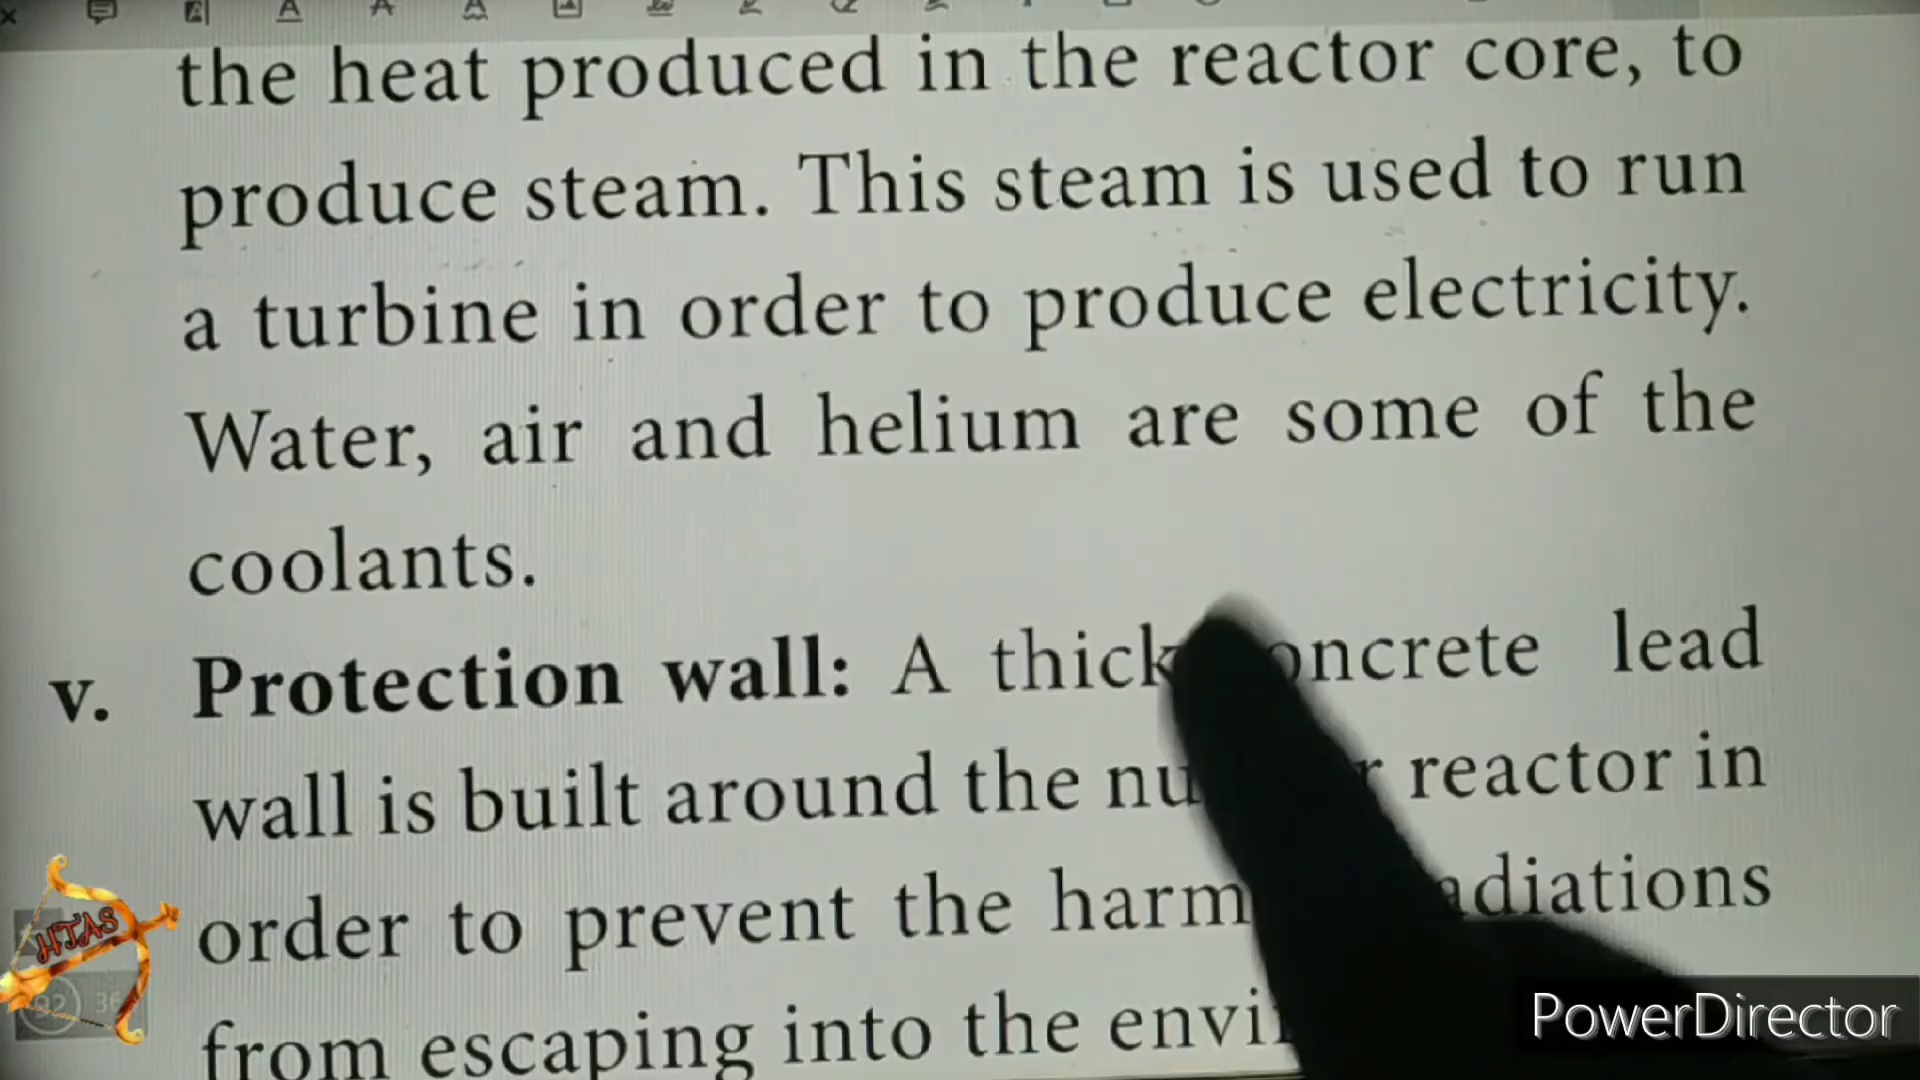 the heat produced in the reactor core, to
produce steam. This steam is used to run
a turbine in order to produce electricity.
Water, air and helium are some of the
coolants.
v. Protection wall: A thick lead
wall is built around the reactor in
order to prevent the
from escaping into the
HTAS
92 36
PowerDirector